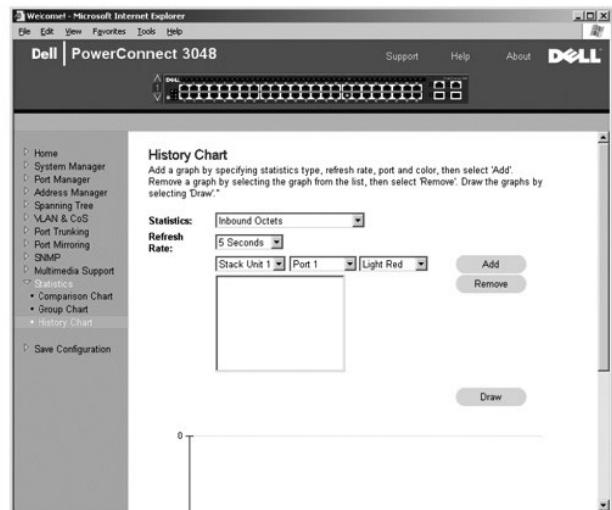 Welcome! - Microsoft Internet Explorer
File Edit View Favorites Tools Help
Dell | PowerConnect 3048
Support Help About DELL
DELL
1
Home
System Manager
Port Manager
Address Manager
Spanning Tree
VLAN & CoS
Port Trunking
Port Mirroring
SNMP
Multimedia Support
Statistics
Comparison Chart
Group Chart
History Chart
Save Configuration
History Chart
Add a graph by specifying statistics type, refresh rate, port and color, then select 'Add'.
Remove a graph by selecting the graph from the list, then select 'Remove'. Draw the graphs by
selecting 'Draw'."
Statistics: Inbound Octets
Refresh Rate: 5 Seconds
Stack Unit 1 Port 1 Light Red Add
Remove
Draw
0